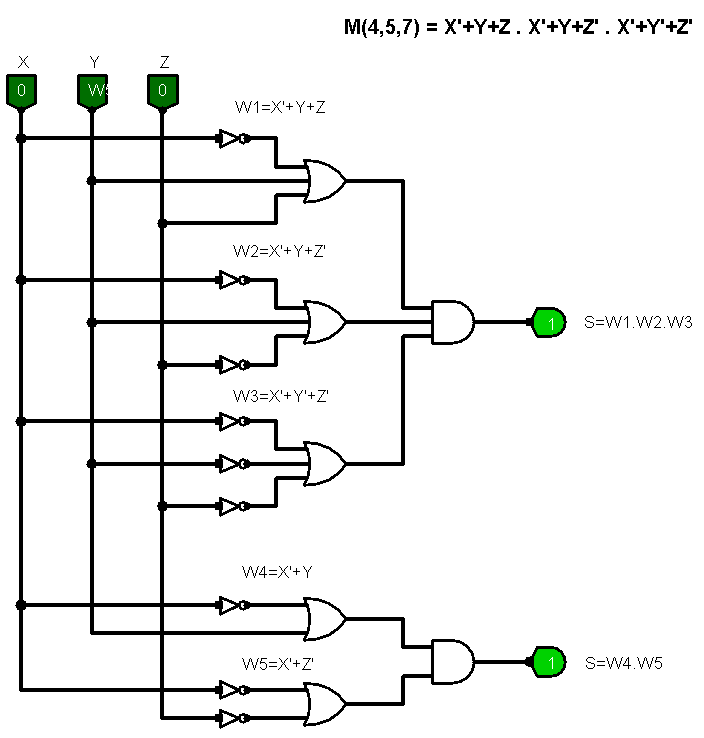 M(4,5,7) = X'+Y+Z . X'+Y+Z' . X'+Y'+Z'
X Y Z
0 W5 0
W1=X'+Y+Z
W2=X'+Y+Z'
1 S=W1.W2.W3
W3=X'+Y'+Z'
W4=X'+Y
W5=X'+Z'
1 S=W4.W5